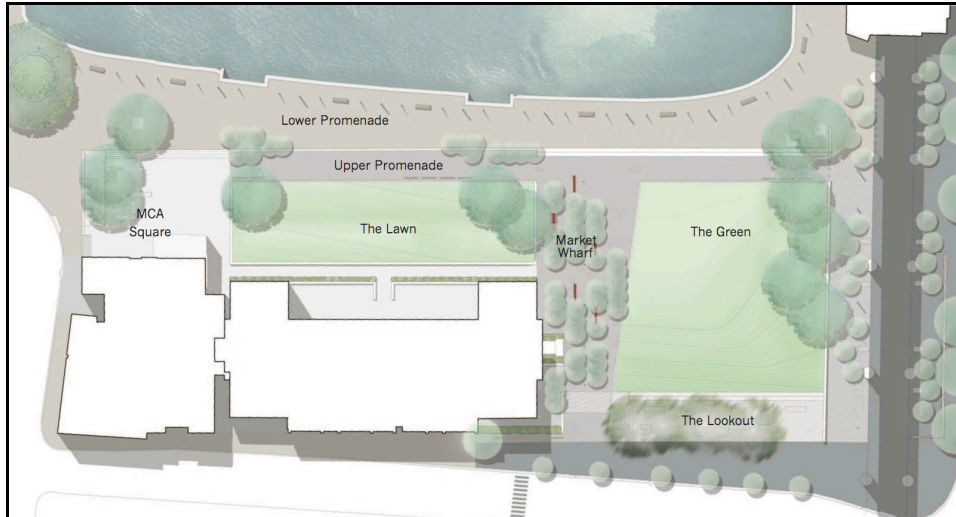 Lower Promenade
Upper Promenade
MCA
Square
The Lawn
Market
Wharf
The Green
The Lookout